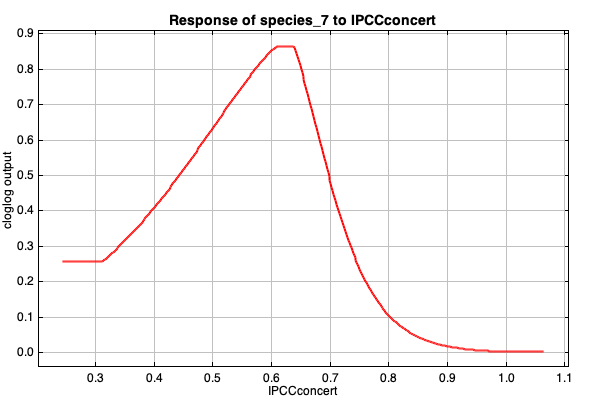 Response of species_7 to IPCCconcert
cloglog output
0.9
0.8
0.7
0.6
0.5
0.4
0.3
0.2
0.1
0.0
0.3 0.4 0.5 0.6 0.7 0.8 0.9 1.0 1.1
IPCCconcert